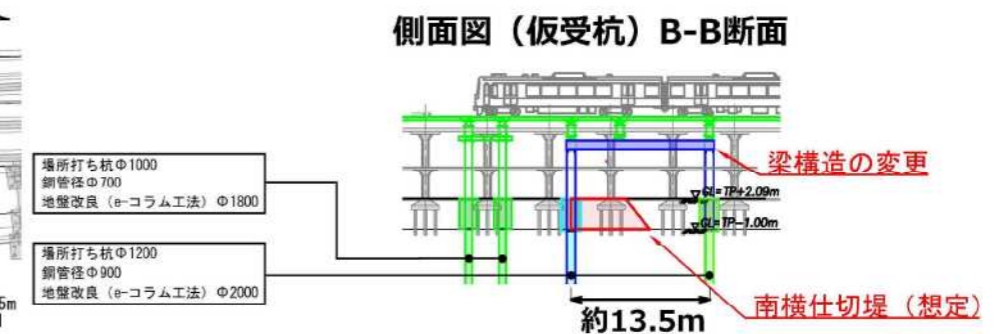 側面図（仮受杭）B-B断面
場所打ち杭Φ1000
鋼管径Φ700
地盤改良（e-コラム工法）Φ1800
梁構造の変更
GL=TP+2.09m
GL=TP-1.00m
場所打ち杭Φ1200
鋼管径Φ900
地盤改良（e-コラム工法）Φ2000
5m
約13.5m
南横仕切堤（想定）